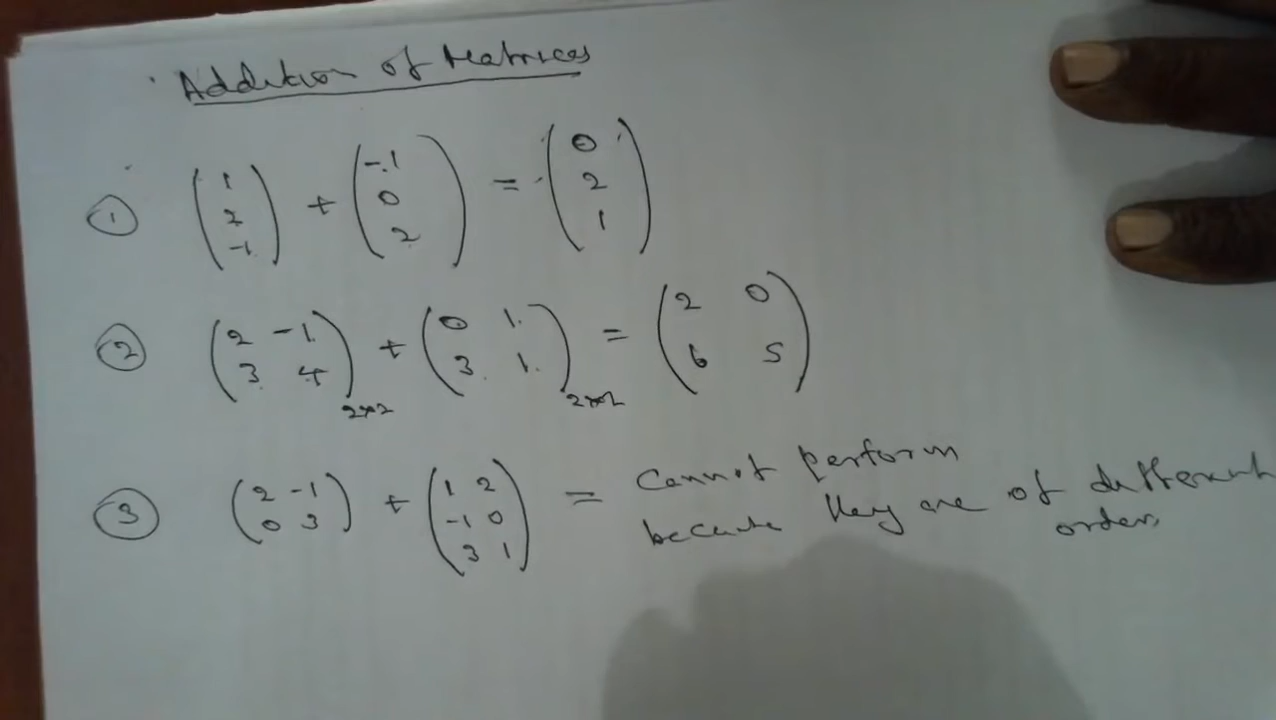 Addition of Matrices
① (1 2 -1) + (-1 0 2) = (0 2 1)
② (2 -1 3 4) 2×2 + (0 1 3 1) 2×2 = (2 0 6 5)
③ (2 -1 0 3) + (1 2 -1 0 3 1) = Cannot perform
because they are of different
orders